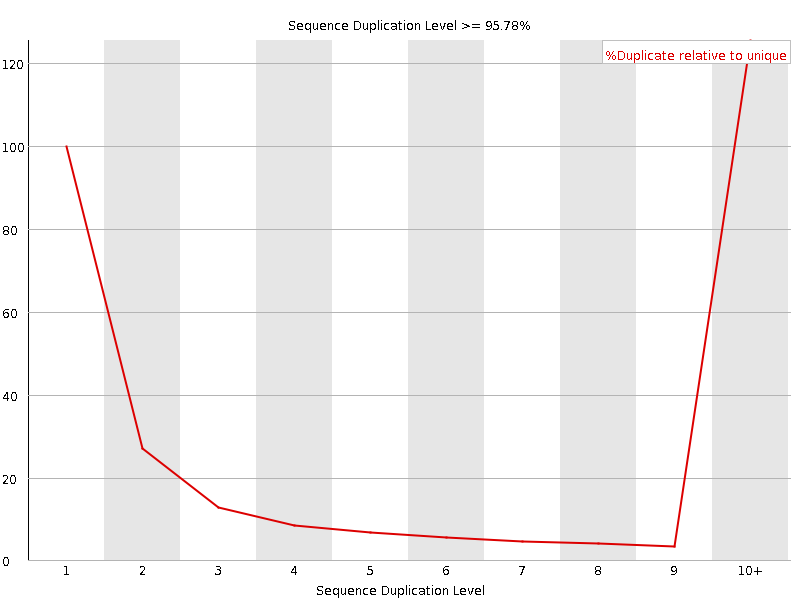 Sequence Duplication Level >= 95.78%
%Duplicate relative to unique
120
100
80
60
40
20
0
1 2 3 4 5 6 7 8 9 10+
Sequence Duplication Level